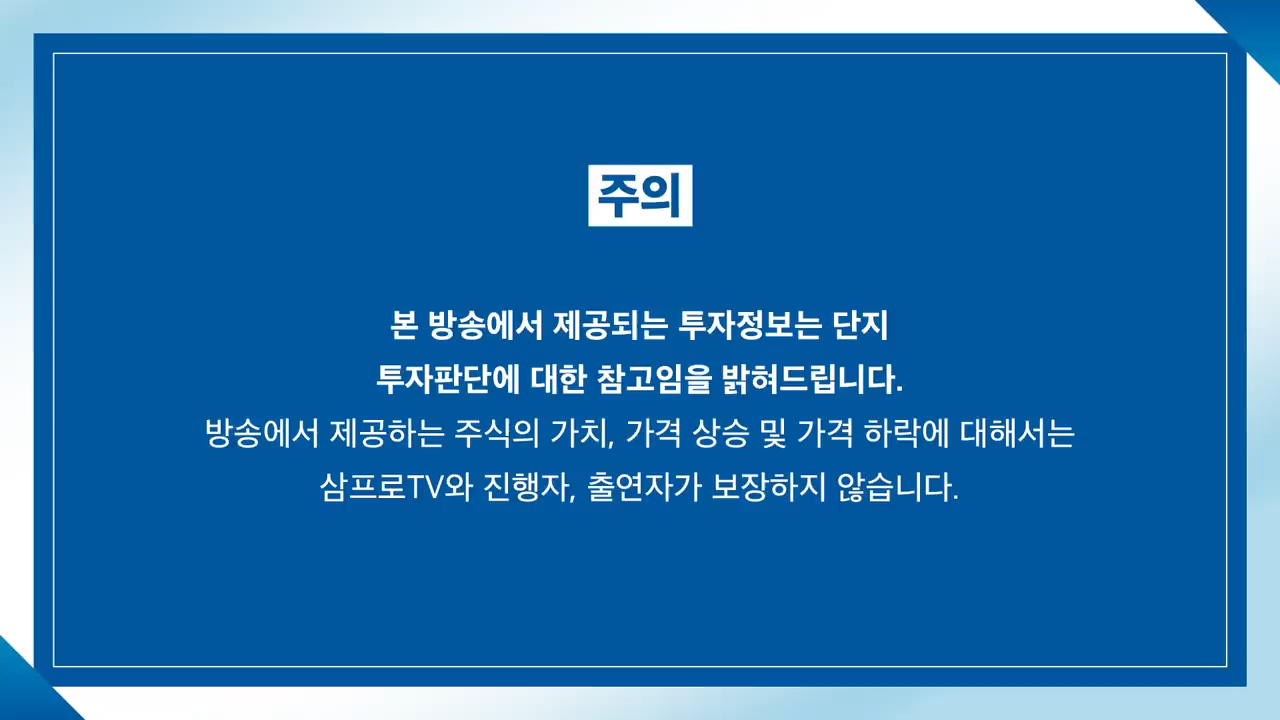 주의
본 방송에서 제공되는 투자정보는 단지
투자판단에 대한 참고임을 밝혀드립니다.
방송에서 제공하는 주식의 가치, 가격 상승 및 가격 하락에 대해서는
삼프로TV와 진행자, 출연자가 보장하지 않습니다.